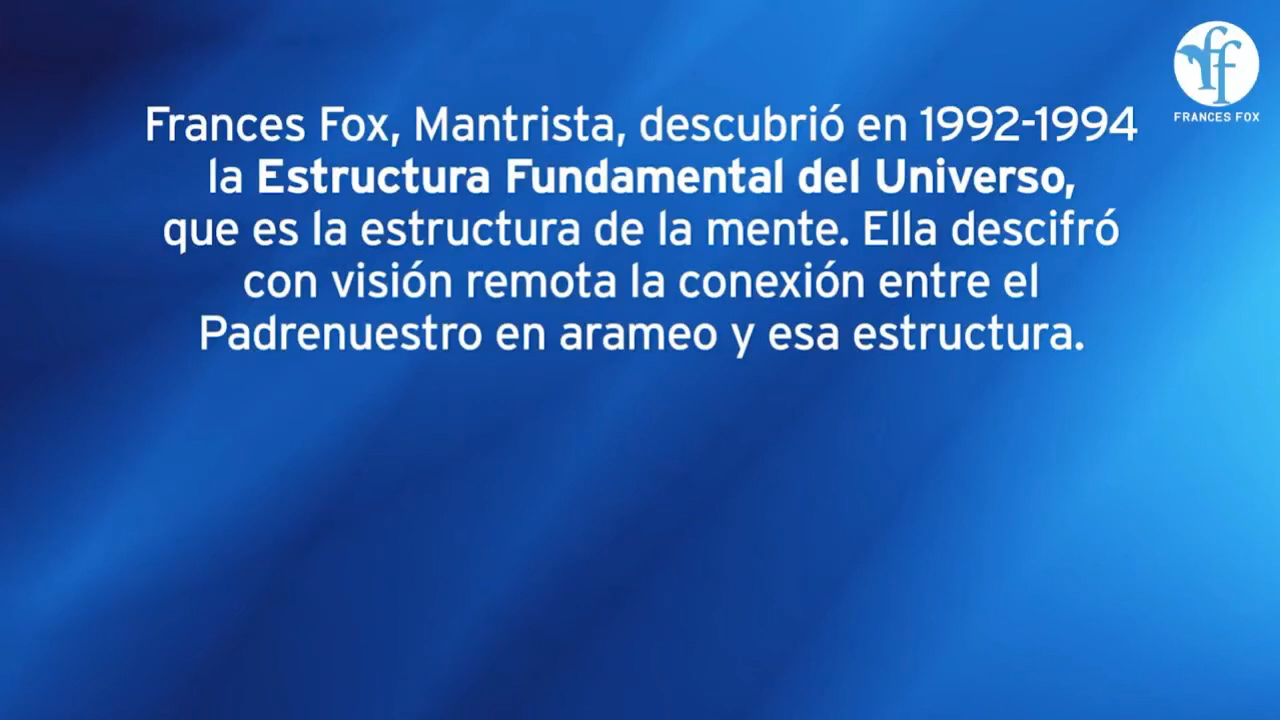 Frances Fox, Mantrista, descubrió en 1992-1994
la Estructura Fundamental del Universo,
que es la estructura de la mente. Ella descifró
con visión remota la conexión entre el
Padrenuestro en arameo y esa estructura.
ff
FRANCES FOX